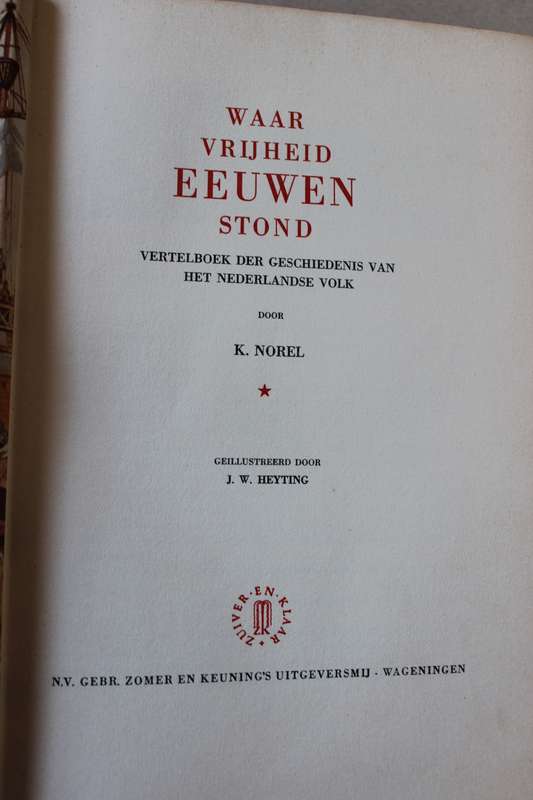 WAAR
VRIJHEID
EEUWEN
STOND
VERTELBOEK DER GESCHIEDENIS VAN
HET NEDERLANDSE VOLK
DOOR
K. NOREL
★
GEILLUSTREERD DOOR
J. W. HEYTING
ZUIVER·EN·KLAAR
ZK
N.V. GEBR. ZOMER EN KEUNING'S UITGEVERSMIJ - WAGENINGEN